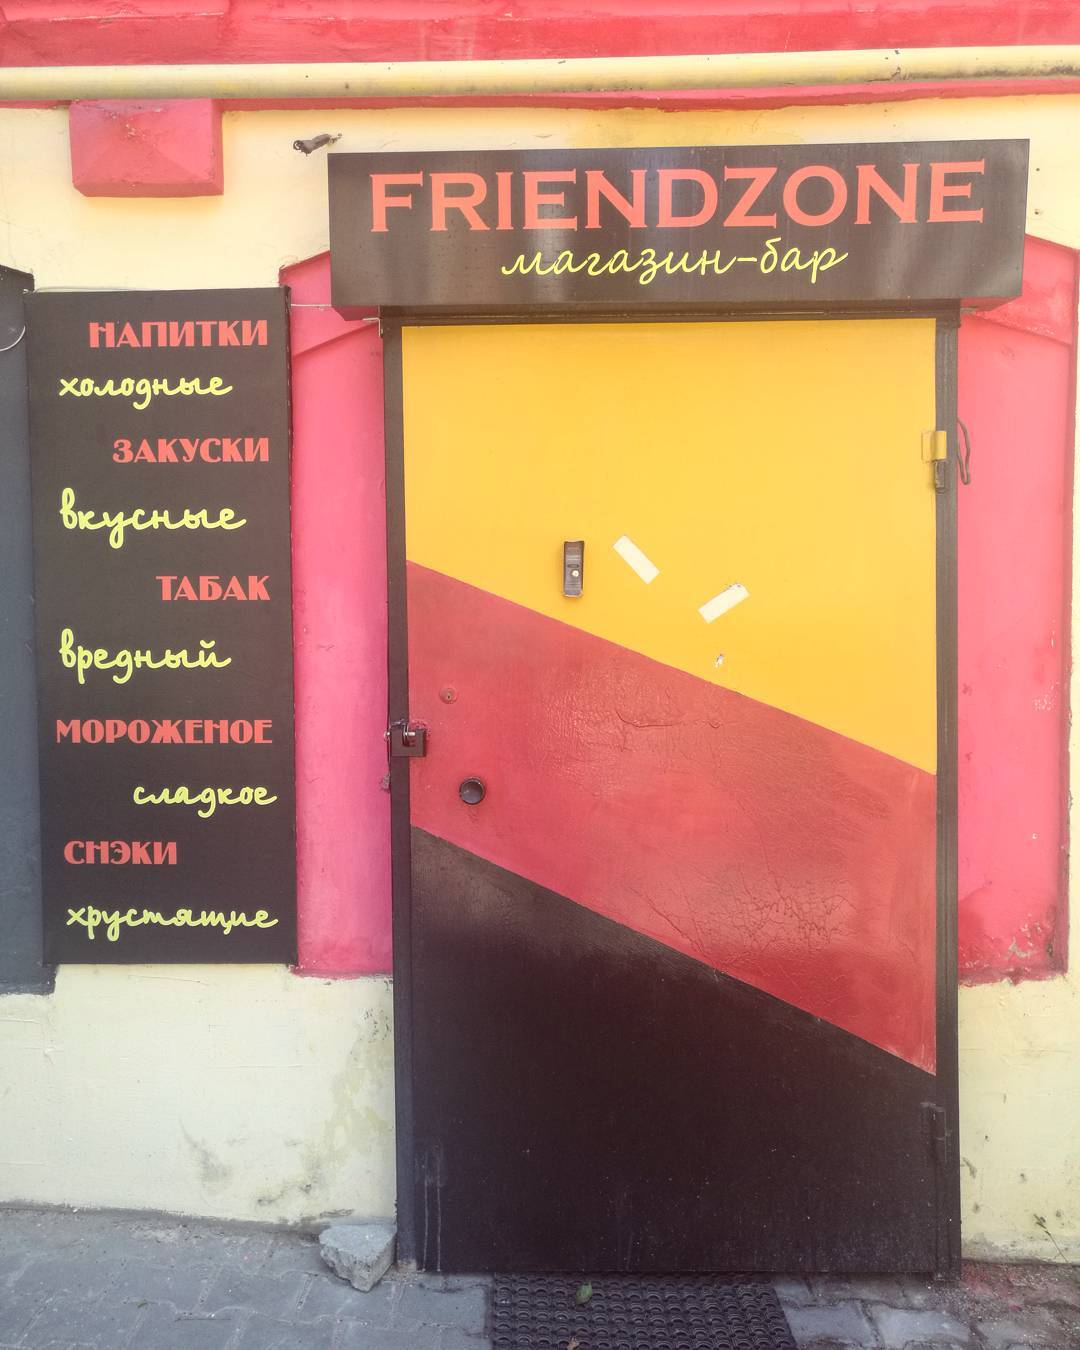 FRIENDZONE
магазин-бар
НАПИТКИ
холодные
ЗАКУСКИ
вкусные
ТАБАК
вредный
МОРОЖЕНОЕ
сладкое
СНЭКИ
хрустящие